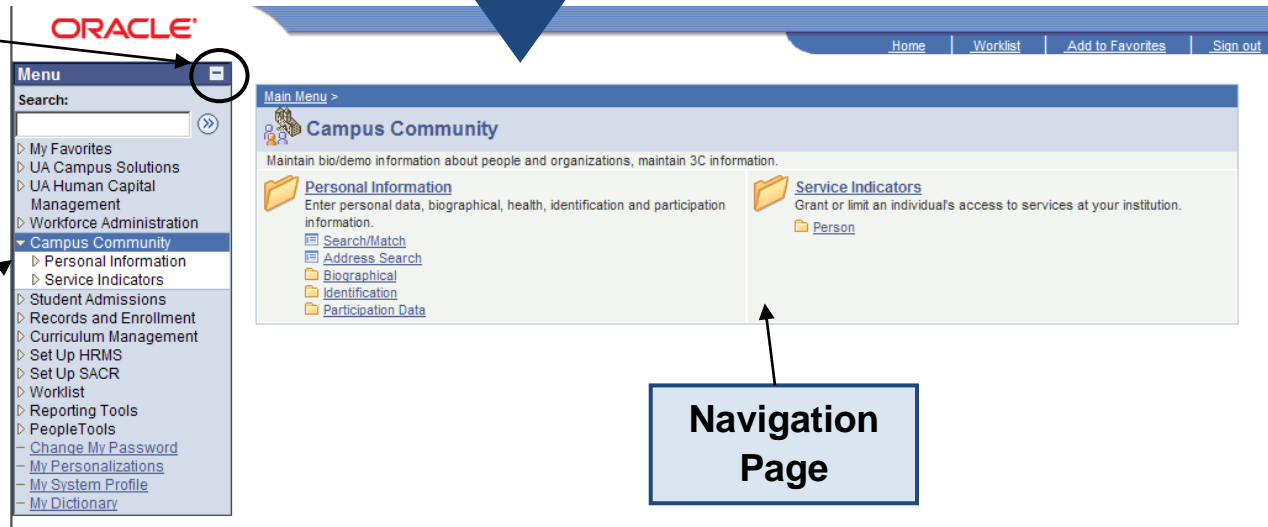 ORACLE
Home Worklist Add to Favorites Sign out
Menu
Search:
My Favorites
UA Campus Solutions
UA Human Capital
Management
Workforce Administration
Campus Community
Personal Information
Service Indicators
Student Admissions
Records and Enrollment
Curriculum Management
Set Up HRMS
Set Up SACR
Worklist
Reporting Tools
PeopleTools
Change My Password
My Personalizations
My System Profile
My Dictionary
Main Menu >
Campus Community
Maintain bio/demo information about people and organizations, maintain 3C information.
Personal Information
Enter personal data, biographical, health, identification and participation
information.
Search/Match
Address Search
Biographical
Identification
Participation Data
Service Indicators
Grant or limit an individual's access to services at your institution.
Person
Navigation
Page